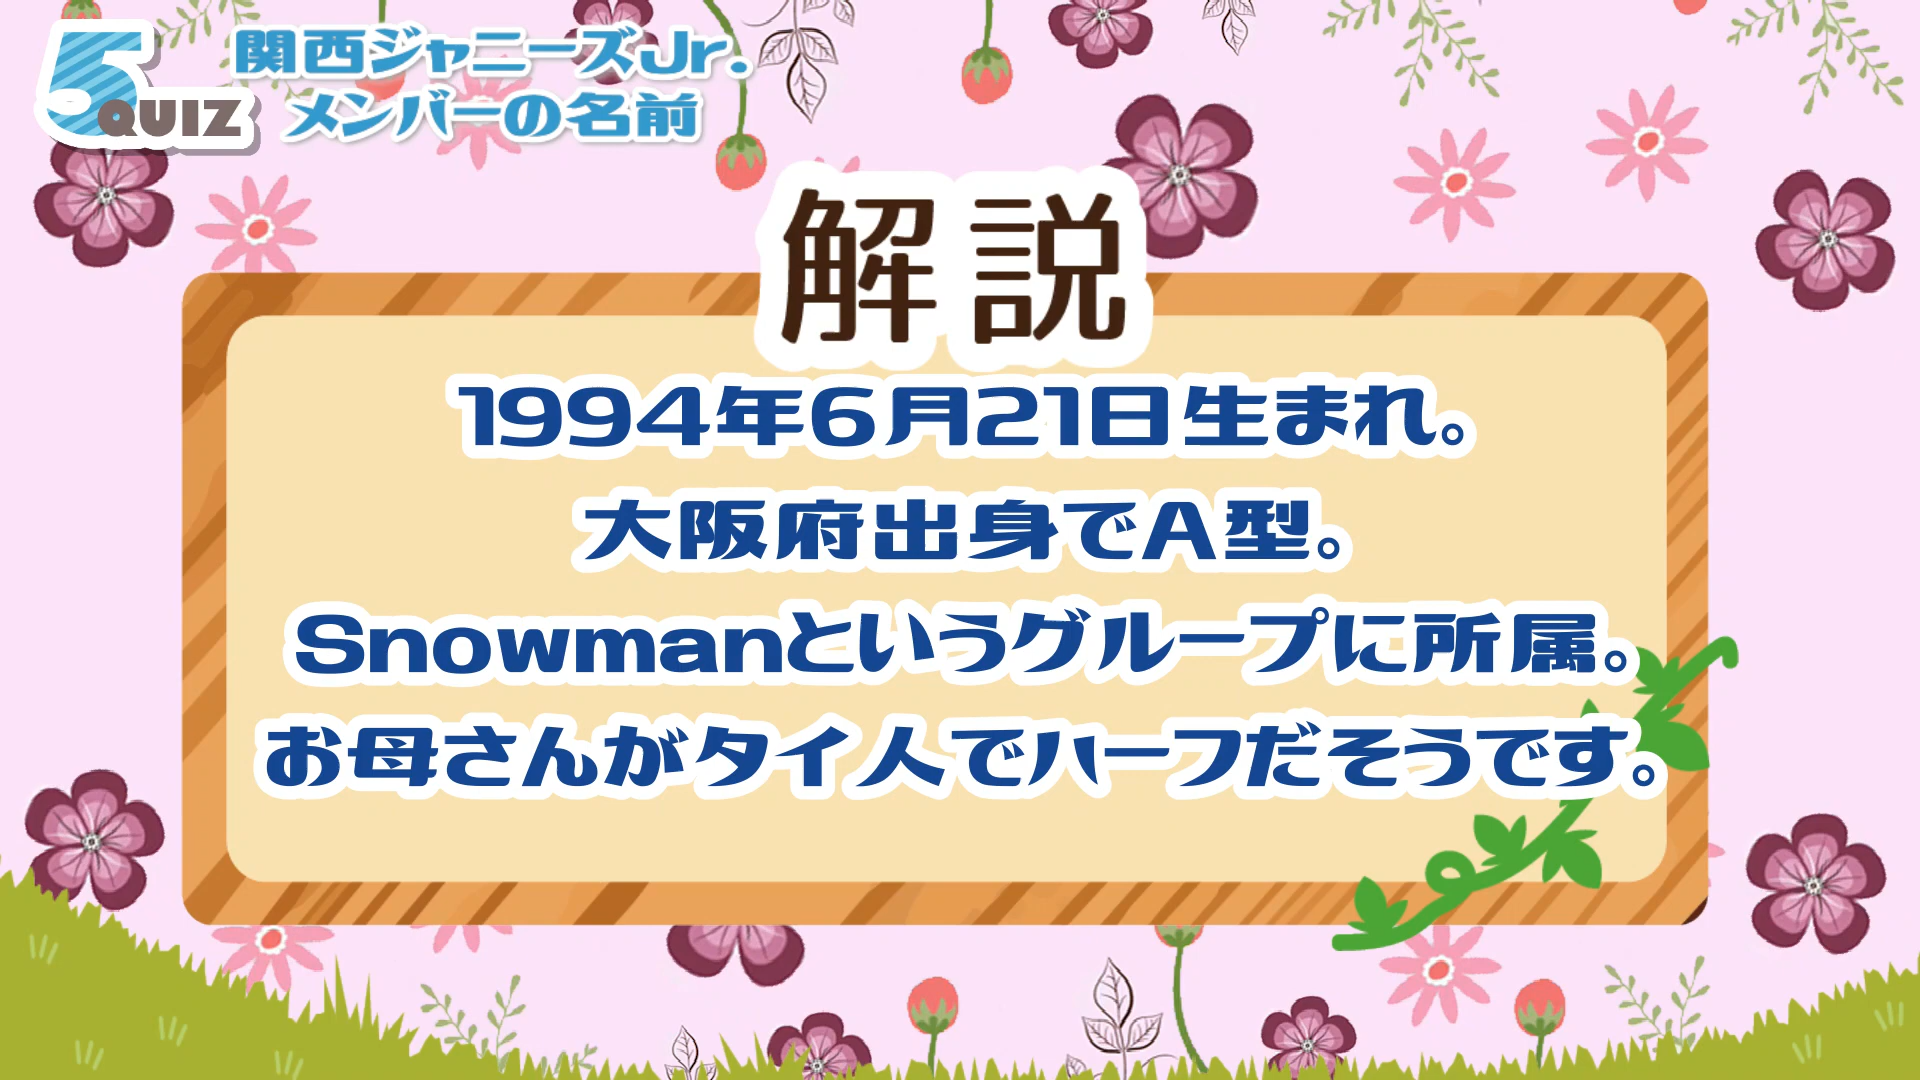 5
QUIZ
関西ジャニーズJr.
メンバーの名前
解説
1994年6月21日生まれ。
大阪府出身でA型。
Snowmanというグループに所属。
お母さんがタイ人でハーフだそうです。